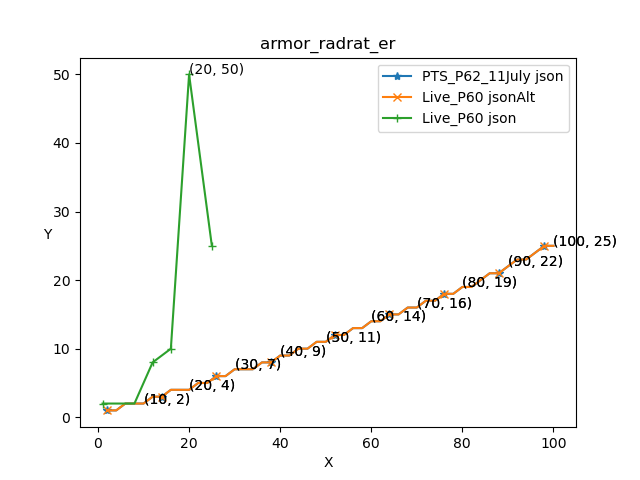 armor_radrat_er
PTS_P62_11July json
Live_P60 jsonAlt
Live_P60 json
(20, 50)
(100, 25)
(90, 22)
(80, 19)
(70, 16)
(60, 14)
(50, 11)
(40, 9)
(30, 7)
(20, 4)
(10, 2)
50
40
30
20
10
0
Y
0 20 40 60 80 100
X